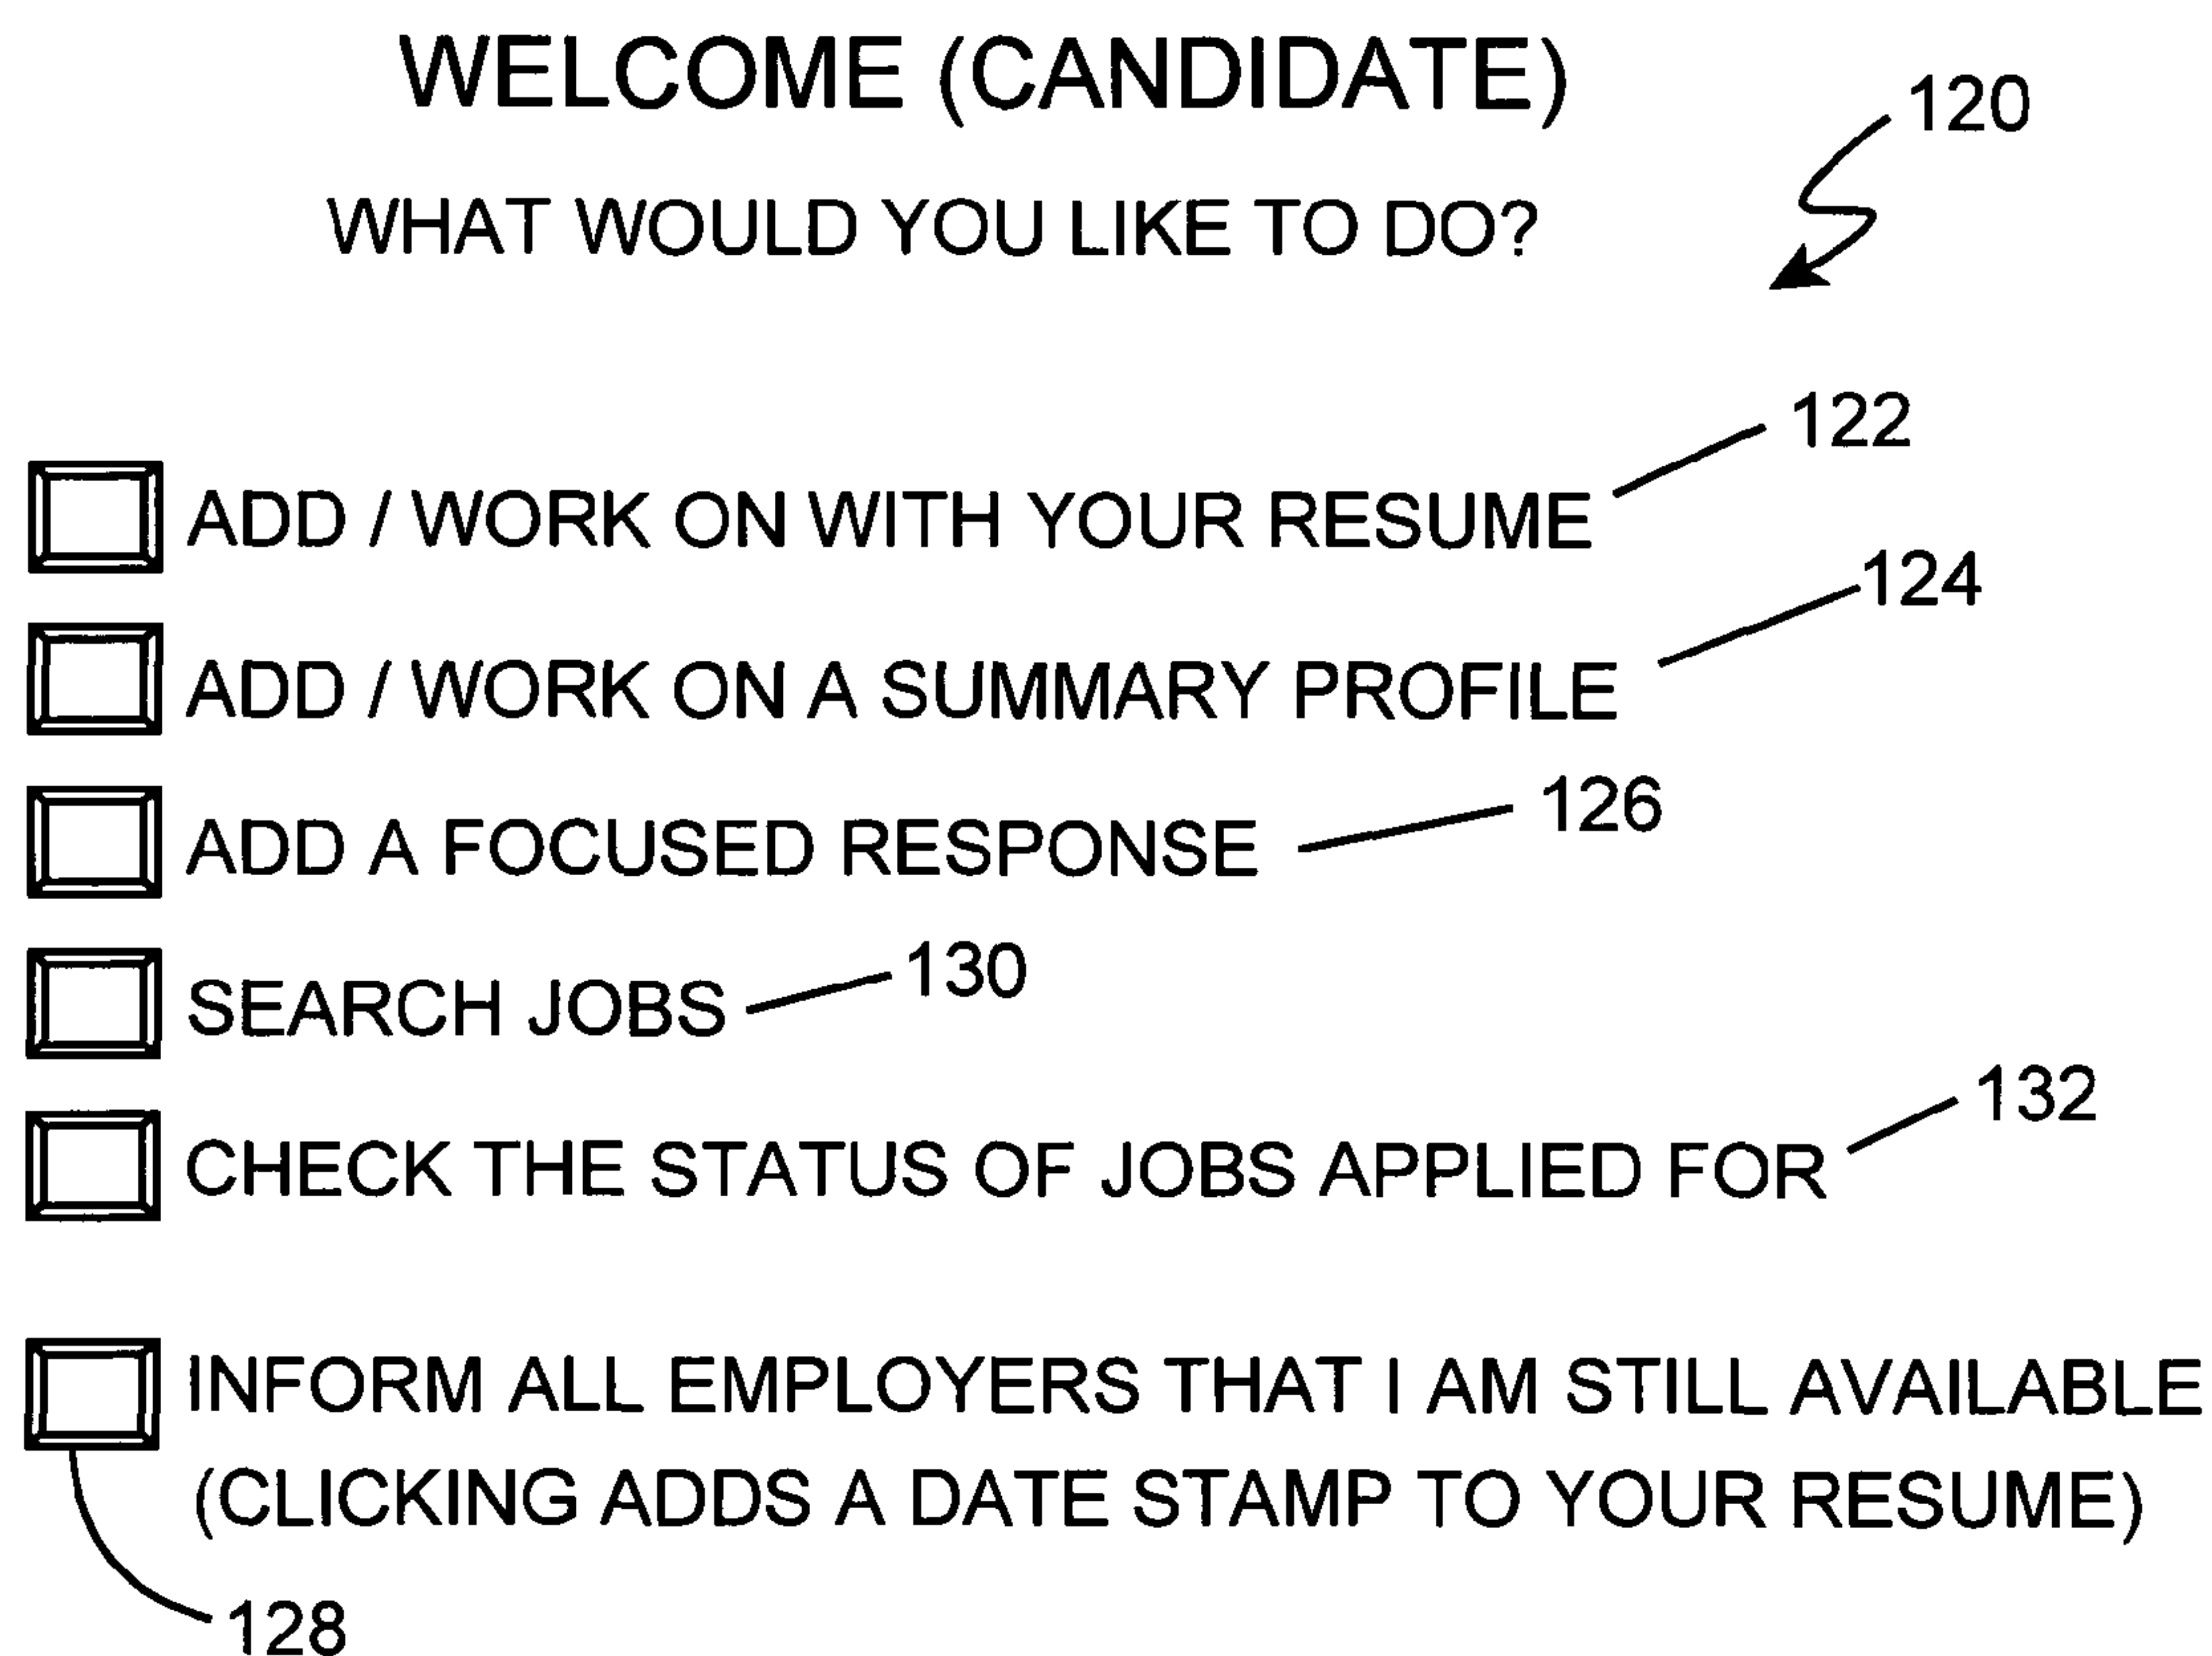 WELCOME (CANDIDATE)
120
WHAT WOULD YOU LIKE TO DO?
122
ADD / WORK ON WITH YOUR RESUME
124
ADD / WORK ON A SUMMARY PROFILE
126
ADD A FOCUSED RESPONSE
130
SEARCH JOBS
132
CHECK THE STATUS OF JOBS APPLIED FOR
INFORM ALL EMPLOYERS THAT I AM STILL AVAILABLE
(CLICKING ADDS A DATE STAMP TO YOUR RESUME)
128